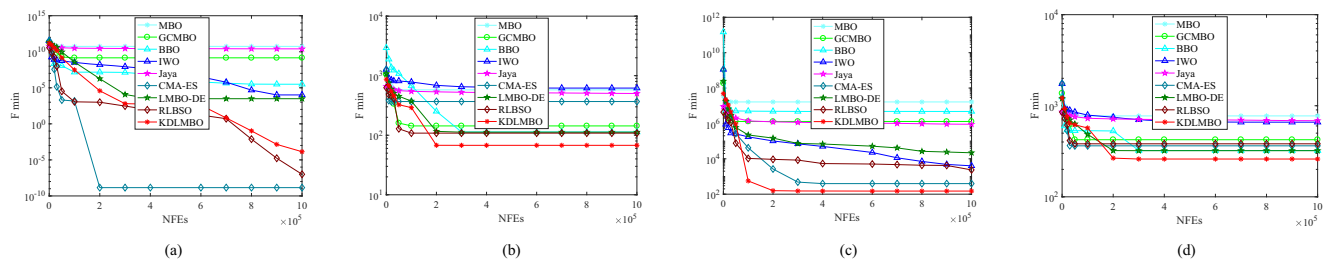 10^15
10^10
10^5
10^0
10^-5
10^-10
F min
0 2 4 6 8 10
NFEs
×10^5
MBO
GCMBO
BBO
IWO
Jaya
CMA-ES
LMBO-DE
RLBSO
KDLMBO
(a)
10^4
10^3
10^2
10^1
F min
0 2 4 6 8 10
NFEs
×10^5
MBO
GCMBO
BBO
IWO
Jaya
CMA-ES
LMBO-DE
RLBSO
KDLMBO
(b)
10^12
10^10
10^8
10^6
10^4
10^2
F min
0 2 4 6 8 10
NFEs
×10^5
MBO
GCMBO
BBO
IWO
Jaya
CMA-ES
LMBO-DE
RLBSO
KDLMBO
(c)
10^4
10^3
10^2
F min
0 2 4 6 8 10
NFEs
×10^5
MBO
GCMBO
BBO
IWO
Jaya
CMA-ES
LMBO-DE
RLBSO
KDLMBO
(d)